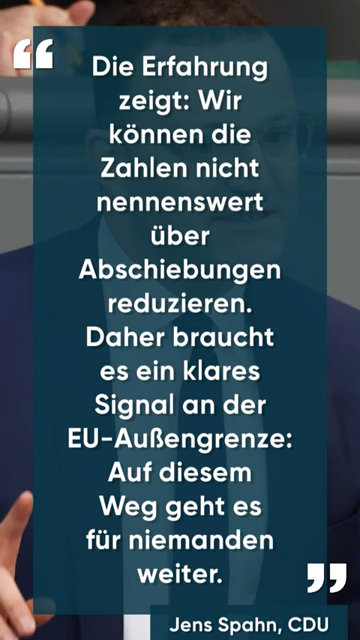 “
Die Erfahrung
zeigt: Wir
können die
Zahlen nicht
nennenswert
über
Abschiebungen
reduzieren.
Daher braucht
es ein klares
Signal an der
EU-Außengrenze:
Auf diesem
Weg geht es
für niemanden
weiter.
”
Jens Spahn, CDU